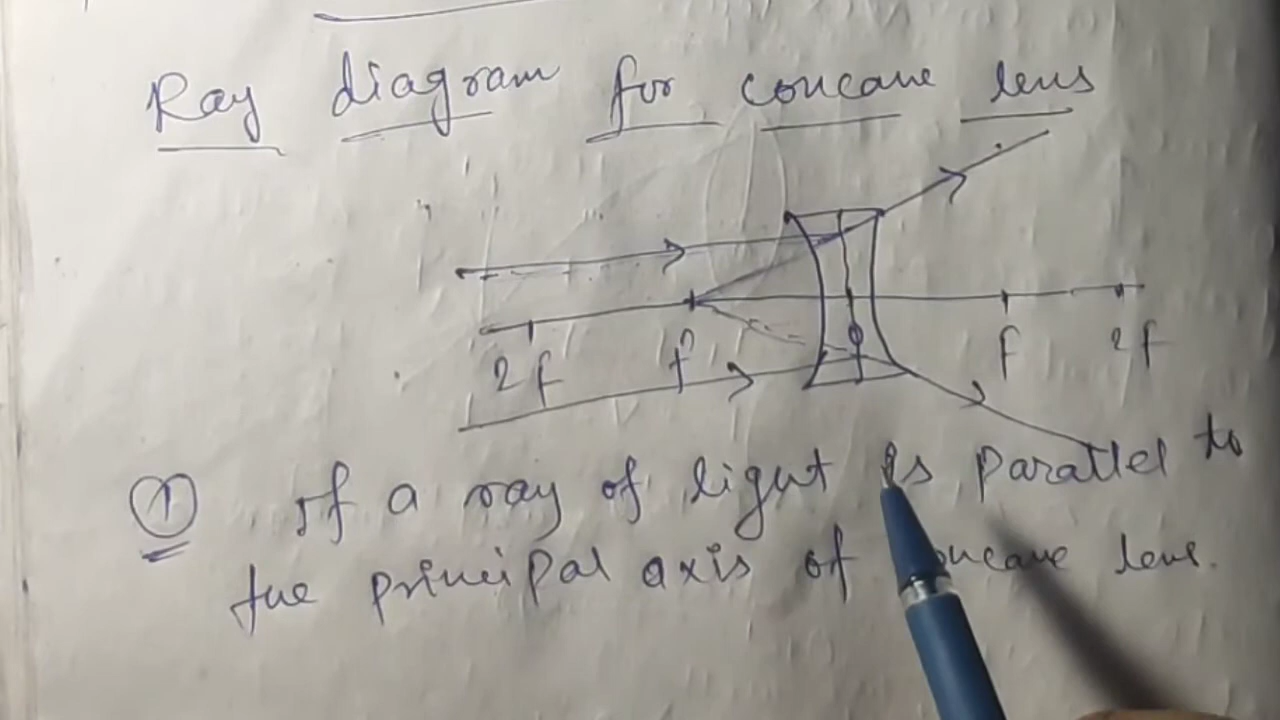 Ray diagram for concave lens
2f f f 2f
① If a ray of light is parallel to
the principal axis of concave lens.